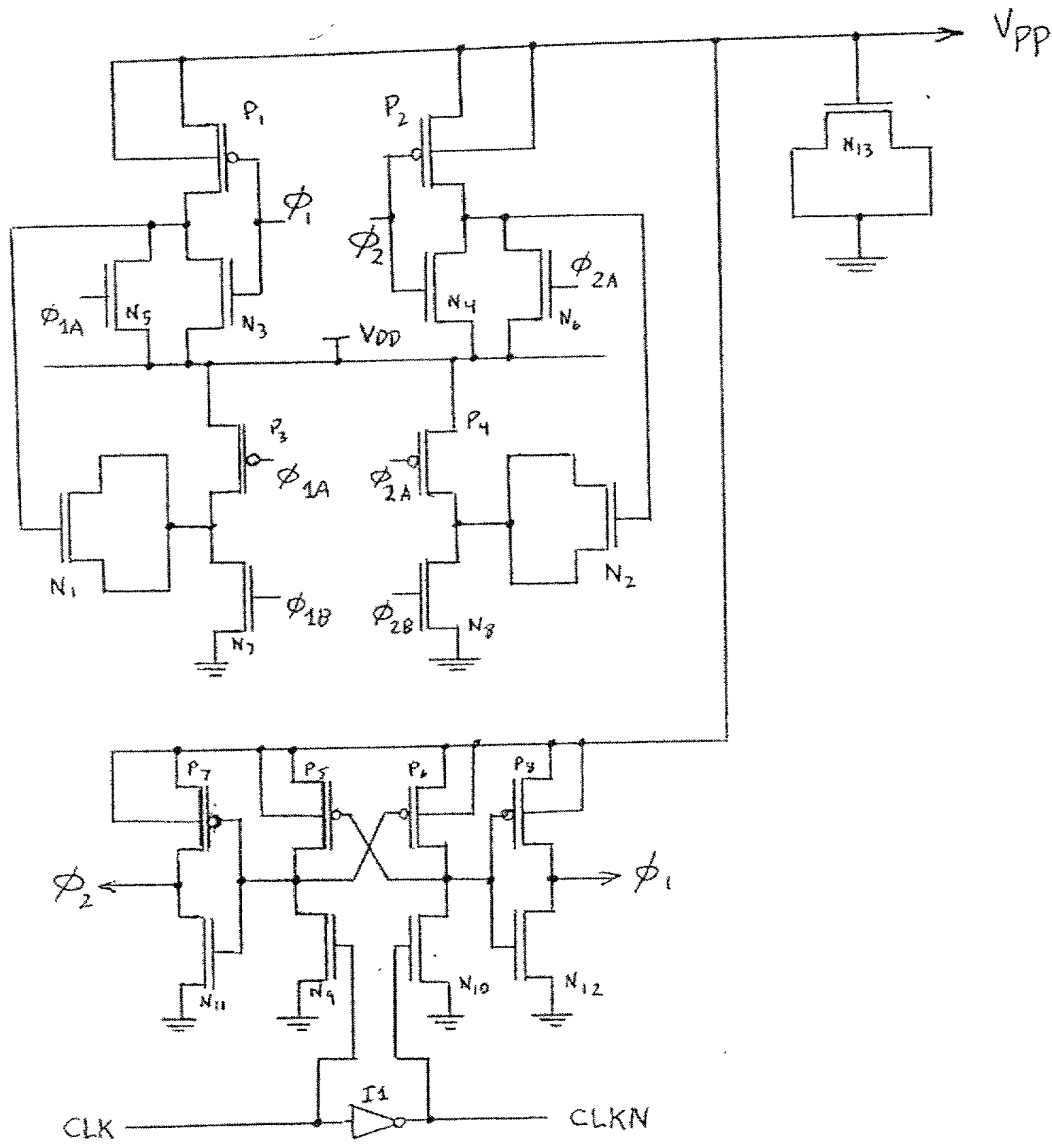 VPP
P1
P2
N13
ϕ1
ϕ2
ϕ2A
ϕ1A
N5
N3
N4
N6
VDD
P3
P4
ϕ1A
ϕ2A
N1
N2
ϕ1B
ϕ2B
N7
N8
P7
P5
P6
P8
ϕ2
ϕ1
N11
N9
N10
N12
I1
CLK
CLKN